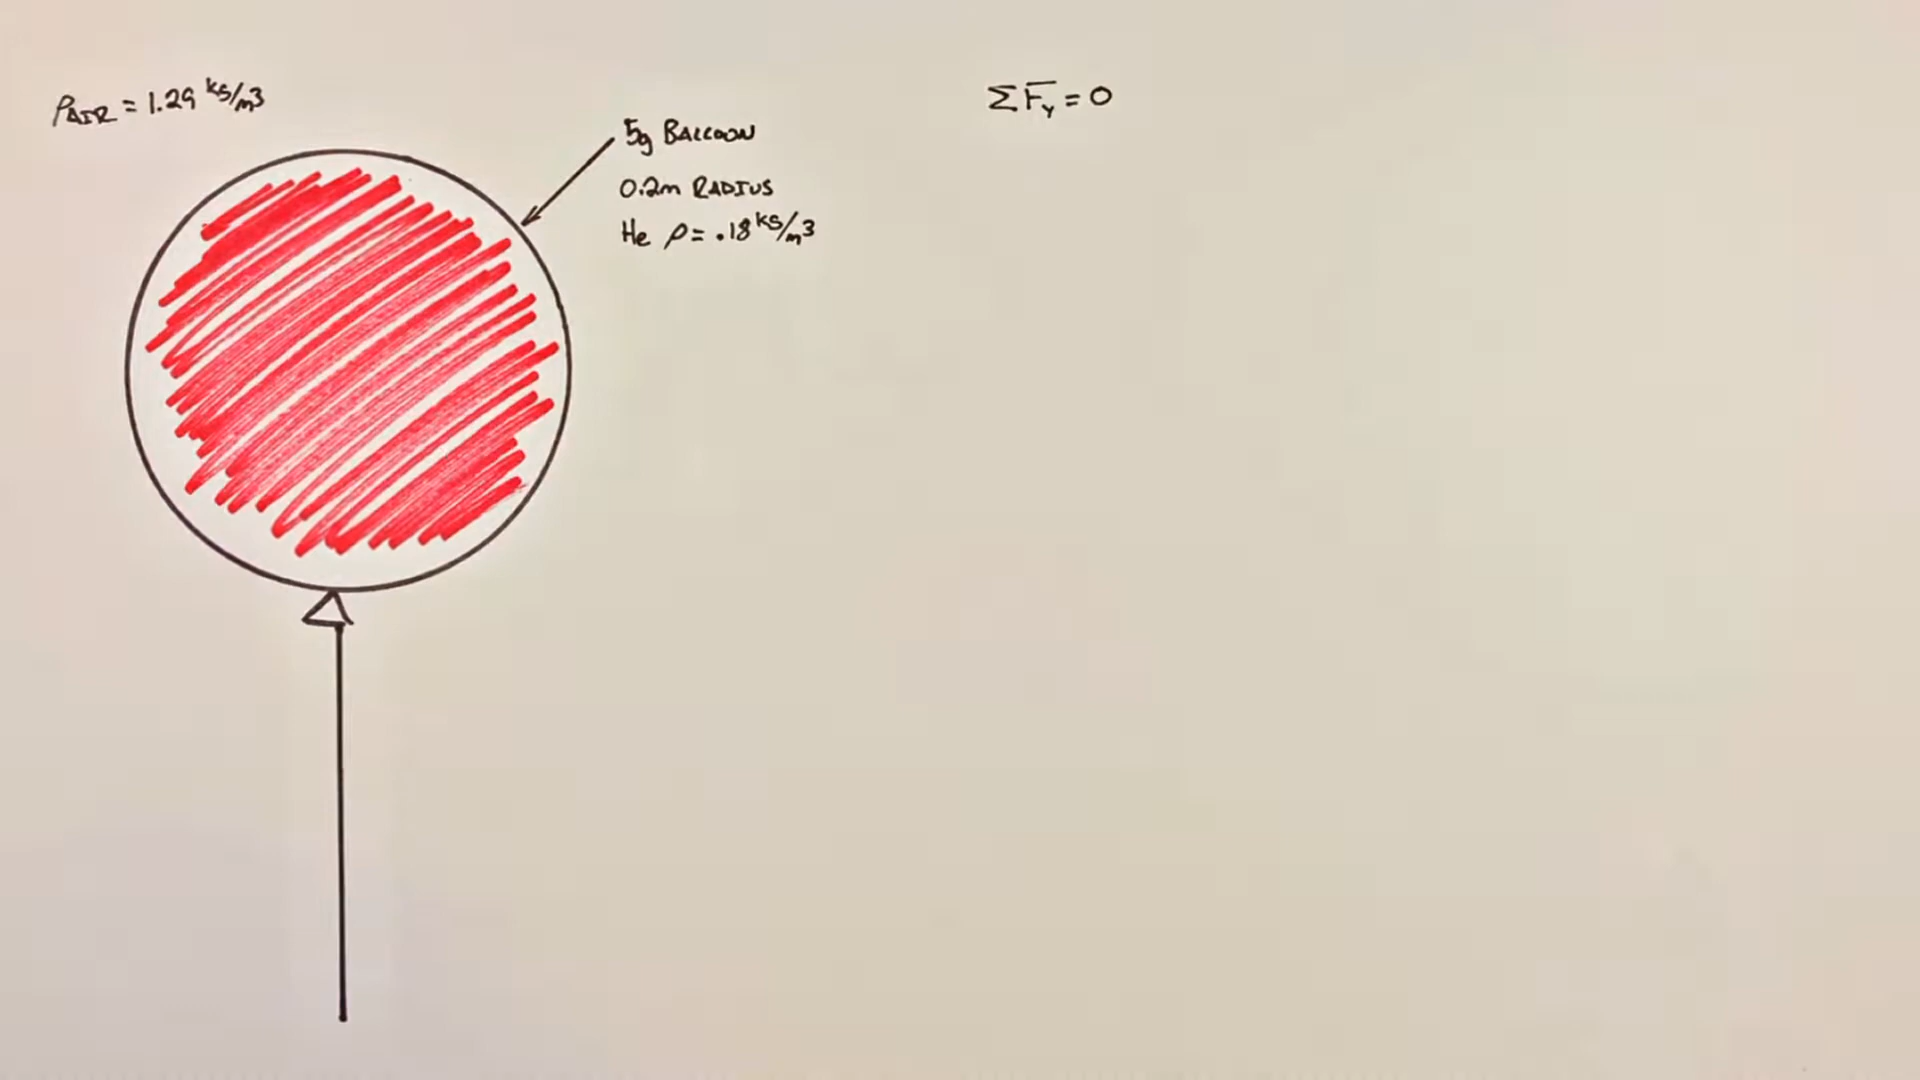 ρAIR = 1.29 kg/m3
5g BALLOON
0.2m RADIUS
He ρ = .18 kg/m3
ΣFy = 0